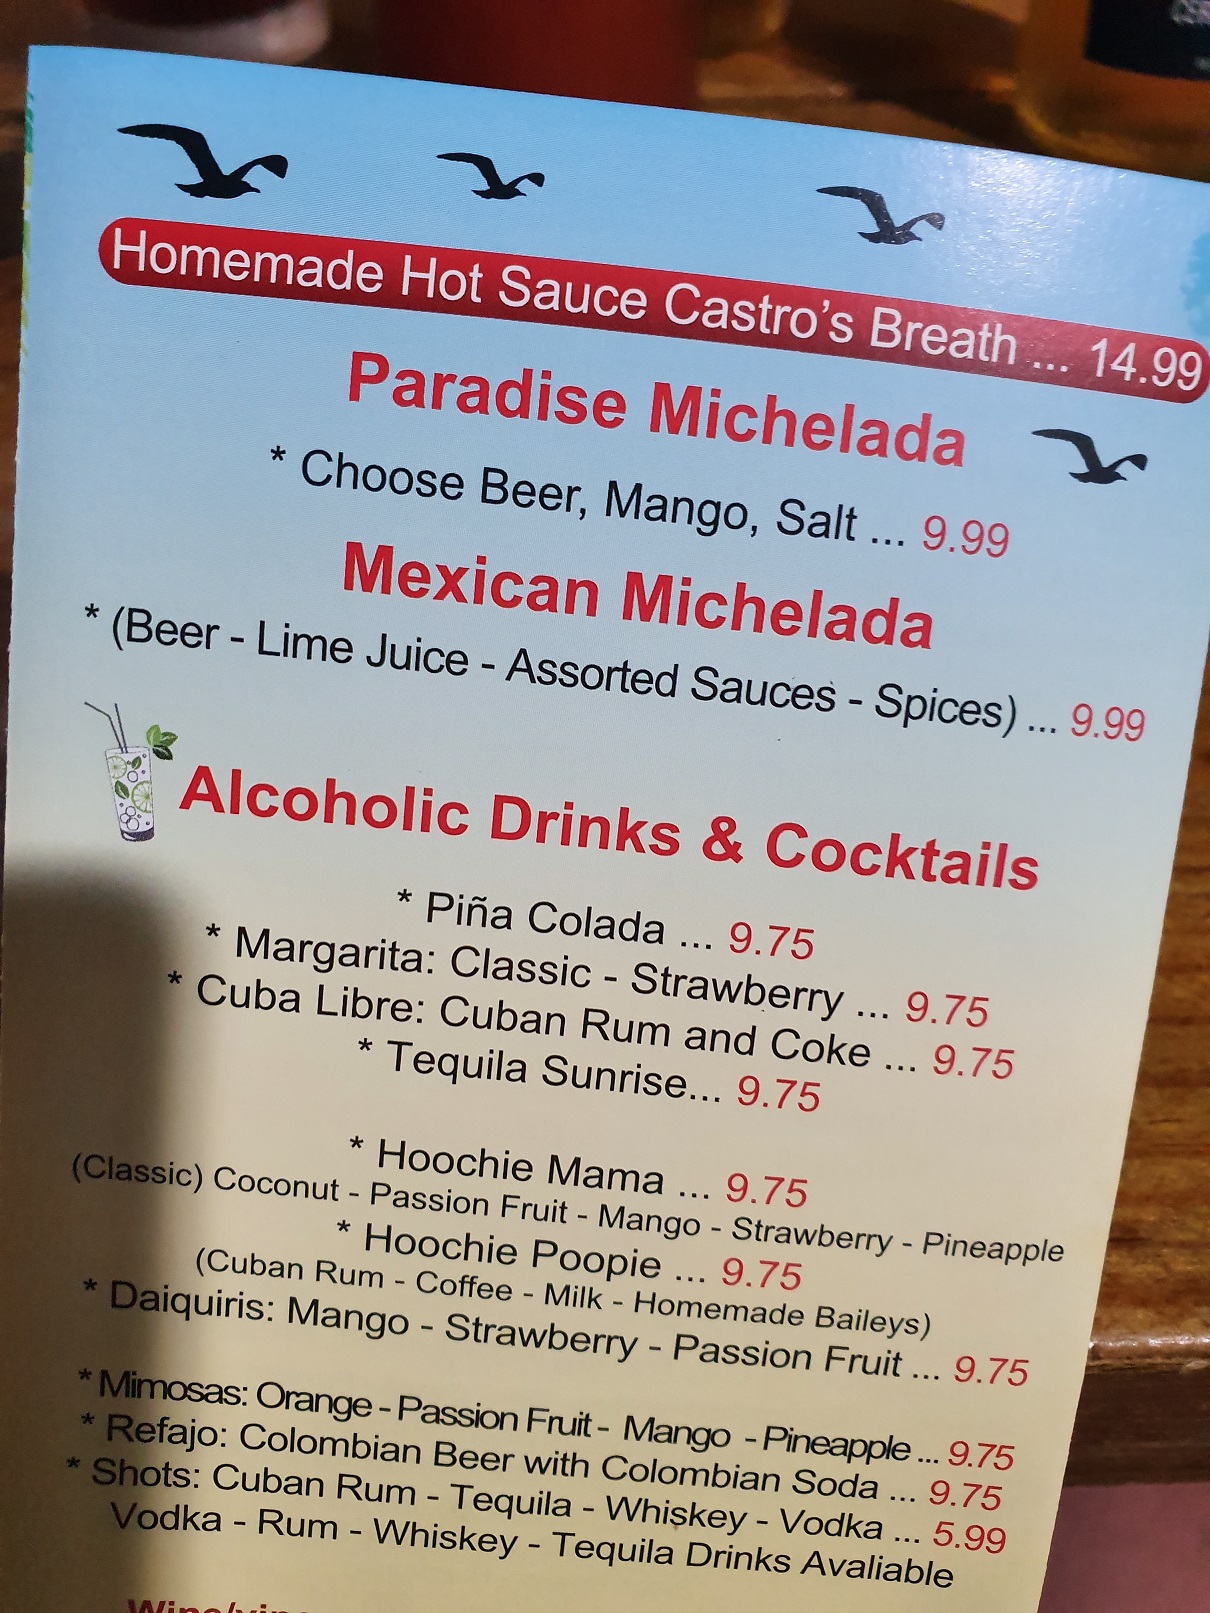 Homemade Hot Sauce Castro's Breath ... 14.99
Paradise Michelada
* Choose Beer, Mango, Salt ... 9.99
Mexican Michelada
* (Beer - Lime Juice - Assorted Sauces - Spices) ... 9.99
Alcoholic Drinks & Cocktails
* Piña Colada ... 9.75
* Margarita: Classic - Strawberry ... 9.75
* Cuba Libre: Cuban Rum and Coke ... 9.75
* Tequila Sunrise... 9.75
* Hoochie Mama ... 9.75
(Classic) Coconut - Passion Fruit - Mango - Strawberry - Pineapple
* Hoochie Poopie ... 9.75
(Cuban Rum - Coffee - Milk - Homemade Baileys)
* Daiquiris: Mango - Strawberry - Passion Fruit ... 9.75
* Mimosas: Orange - Passion Fruit - Mango - Pineapple ... 9.75
* Refajo: Colombian Beer with Colombian Soda ... 9.75
* Shots: Cuban Rum - Tequila - Whiskey - Vodka ... 5.99
Vodka - Rum - Whiskey - Tequila Drinks Avaliable